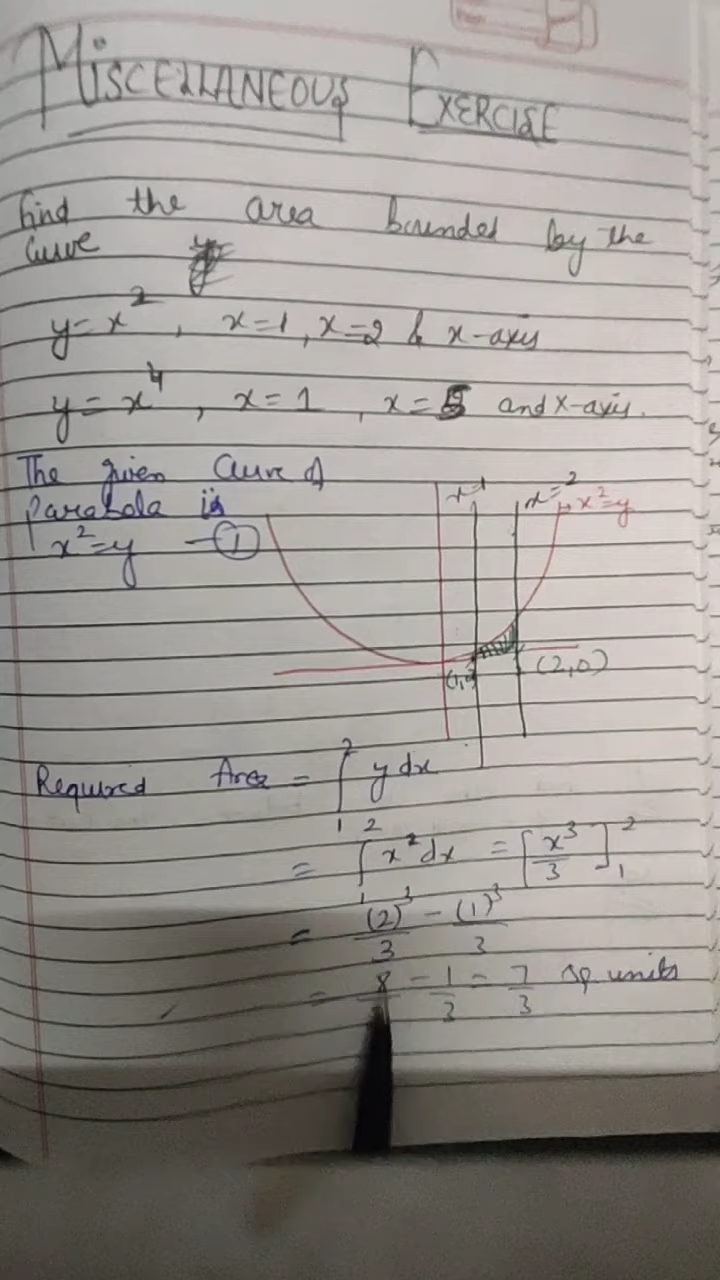 MISCELLANEOUS EXERCISE
Find the area bounded by the
Curve
y = x², x=1, x=2 & x-axis
y = x⁴, x = 1, x = 5 and X-axis.
The given Curve of
Parabola is
x²=y — ①
x=1 x=2 x²=y
(2,0)
Required Area = ∫₁² y dx
= ∫₁² x² dx = [x³/3]₁²
= (2)³/3 - (1)³/3
= 8 - 1/3 = 7/3 sq units